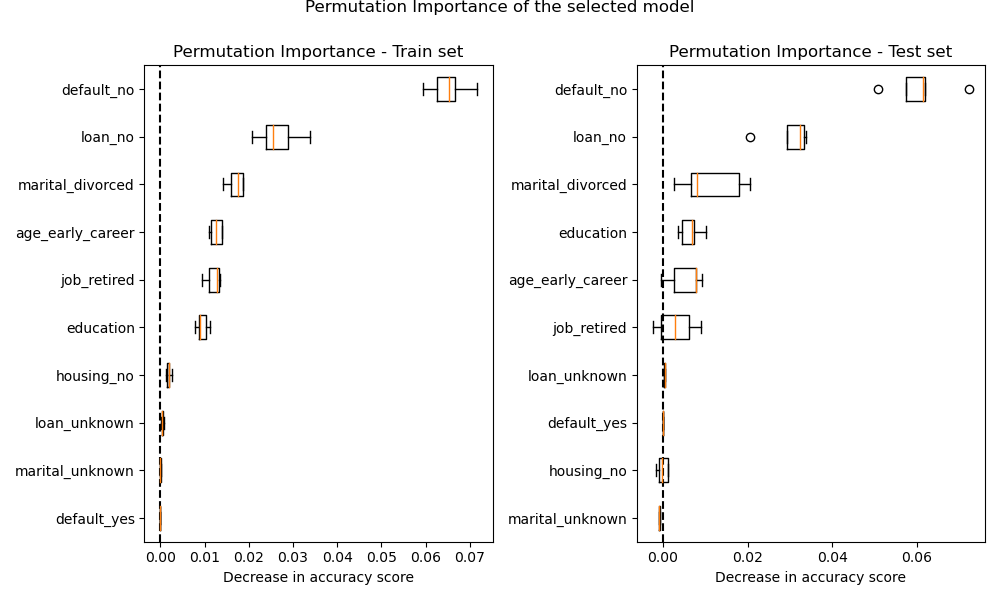 Permutation Importance of the selected model
Permutation Importance - Train set
default_no
loan_no
marital_divorced
age_early_career
job_retired
education
housing_no
loan_unknown
marital_unknown
default_yes
0.00 0.01 0.02 0.03 0.04 0.05 0.06 0.07
Decrease in accuracy score
Permutation Importance - Test set
default_no
loan_no
marital_divorced
education
age_early_career
job_retired
loan_unknown
default_yes
housing_no
marital_unknown
0.00 0.02 0.04 0.06
Decrease in accuracy score